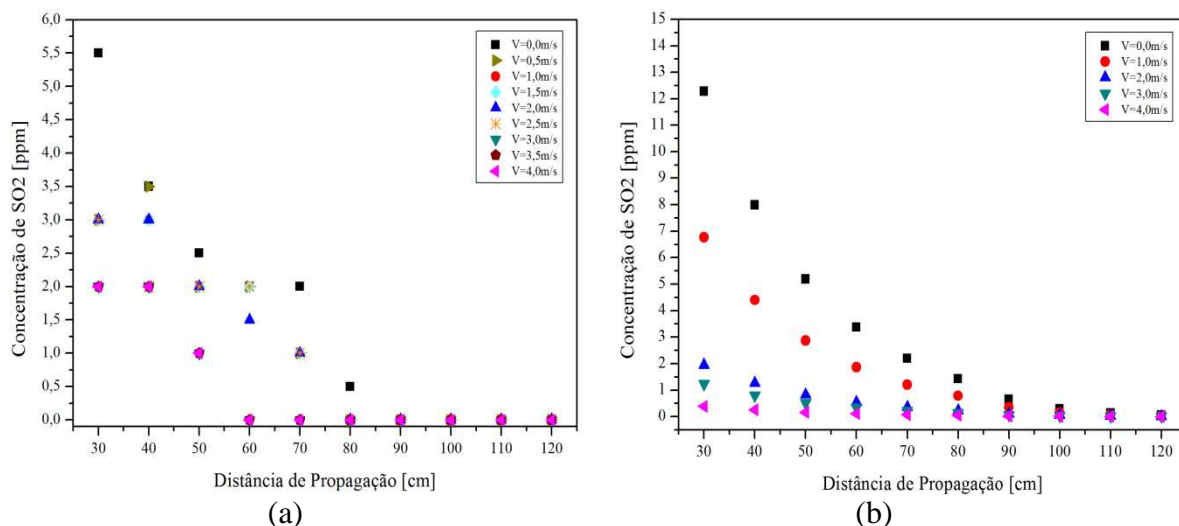 6,0
5,5
5,0
4,5
4,0
3,5
3,0
2,5
2,0
1,5
1,0
0,5
0,0
Concentração de SO2 [ppm]
V=0,0m/s
V=0,5m/s
V=1,0m/s
V=1,5m/s
V=2,0m/s
V=2,5m/s
V=3,0m/s
V=3,5m/s
V=4,0m/s
30 40 50 60 70 80 90 100 110 120
Distância de Propagação [cm]
(a)
15
14
13
12
11
10
9
8
7
6
5
4
3
2
1
0
Concentração de SO2 [ppm]
V=0,0m/s
V=1,0m/s
V=2,0m/s
V=3,0m/s
V=4,0m/s
30 40 50 60 70 80 90 100 110 120
Distância de Propagação [cm]
(b)